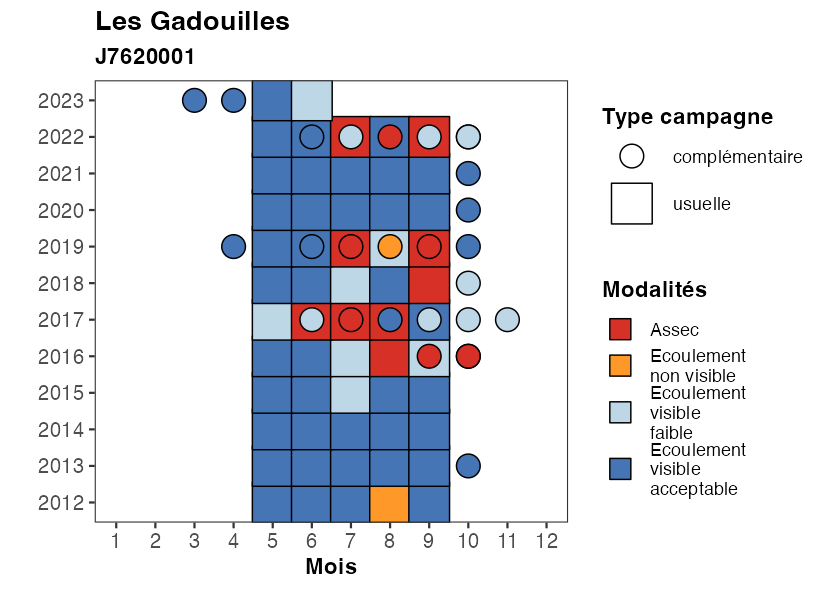 Les Gadouilles
J7620001
2023
2022
2021
2020
2019
2018
2017
2016
2015
2014
2013
2012
1 2 3 4 5 6 7 8 9 10 11 12
Mois
Type campagne
complémentaire
usuelle
Modalités
Assec
Ecoulement
non visible
Ecoulement
visible
faible
Ecoulement
visible
acceptable